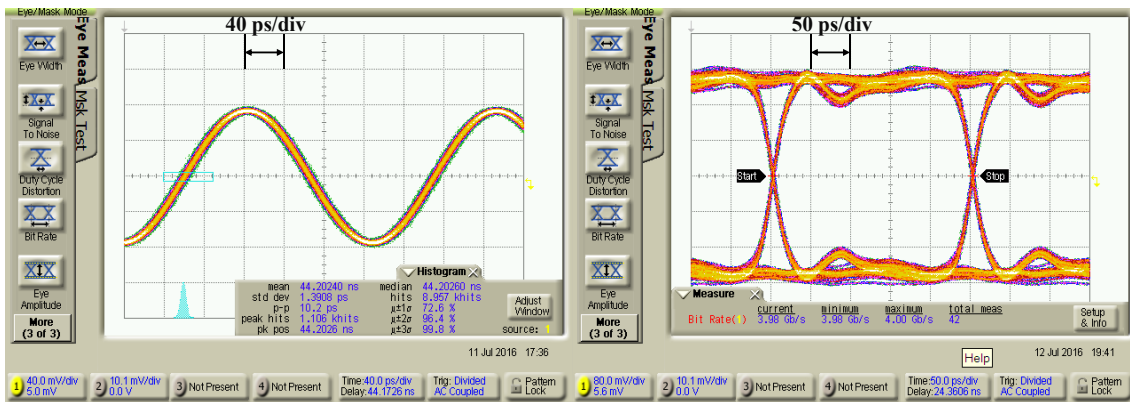 Eye/Mask Mode
40 ps/div
Eye Meas
Msk Test
Eye Width
Signal
To Noise
Duty Cycle
Distortion
Bit Rate
Eye
Amplitude
More
(3 of 3)
Histogram
mean 44.20240 ns median 44.20260 ns
std dev 1.3908 ps hits 8.957 khits
p-p 10.2 ps μ±1σ 72.6 %
peak hits 1.106 khits μ±2σ 96.4 %
pk pos 44.2026 ns μ±3σ 99.8 %
Adjust
Window
source: 1
11 Jul 2016 17:36
1) 40.0 mV/div
5.0 mV
2) 10.1 mV/div
0.0 V
3) Not Present
4) Not Present
Time:40.0 ps/div
Delay:44.1726 ns
Trig: Divided
AC Coupled
Pattern
Lock
Eye/Mask Mode
50 ps/div
Eye Meas
Msk Test
Eye Width
Signal
To Noise
Duty Cycle
Distortion
Bit Rate
Eye
Amplitude
More
(3 of 3)
Start
Stop
Measure
current minimum maximum total meas
Bit Rate(1) 3.98 Gb/s 3.98 Gb/s 4.00 Gb/s 42
Setup
& Info
Help
12 Jul 2016 19:41
1) 80.0 mV/div
5.6 mV
2) 10.1 mV/div
0.0 V
3) Not Present
4) Not Present
Time:50.0 ps/div
Delay:24.3606 ns
Trig: Divided
AC Coupled
Pattern
Lock